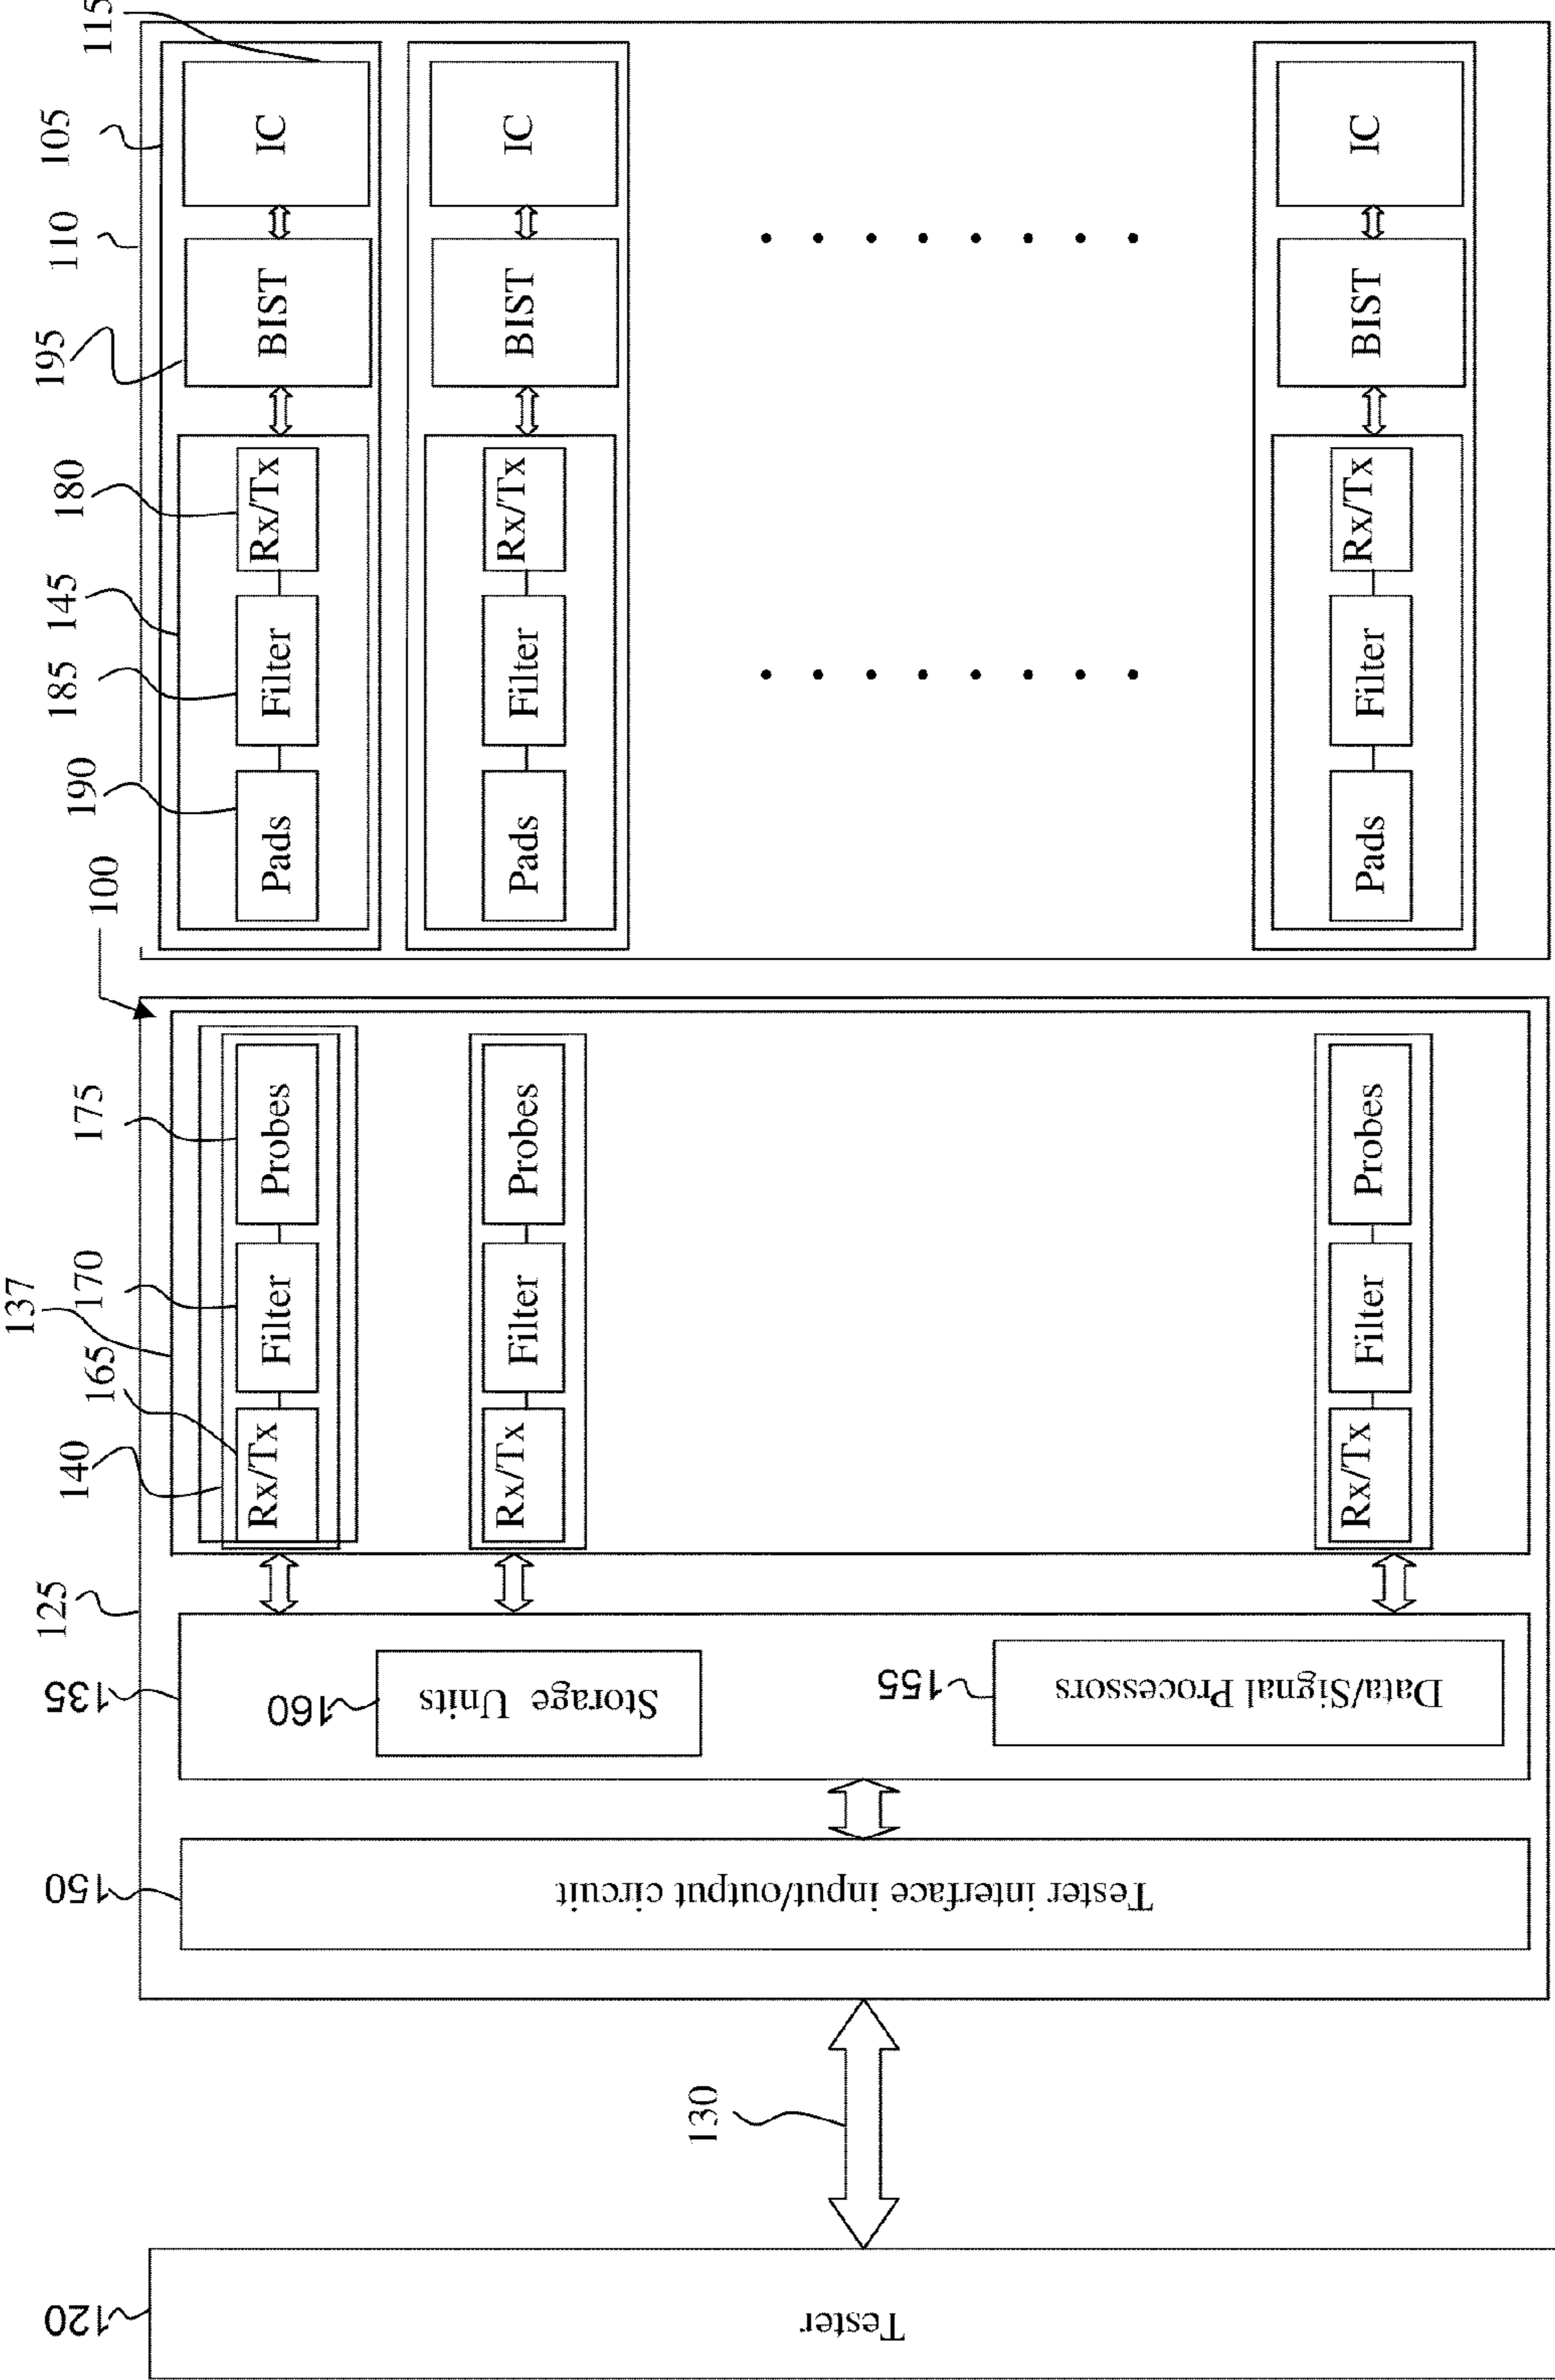 137
100
110
105
115
125
140
165
170
175
190
185
145
180
195
Rx/Tx
Filter
Probes
Pads
Filter
Rx/Tx
BIST
IC
Rx/Tx
Filter
Probes
Pads
Filter
Rx/Tx
BIST
IC
Rx/Tx
Filter
Probes
Pads
Filter
Rx/Tx
BIST
IC
120
Tester
130
150
Tester interface input/output circuit
135
160
Storage Units
155
Data/Signal Processors